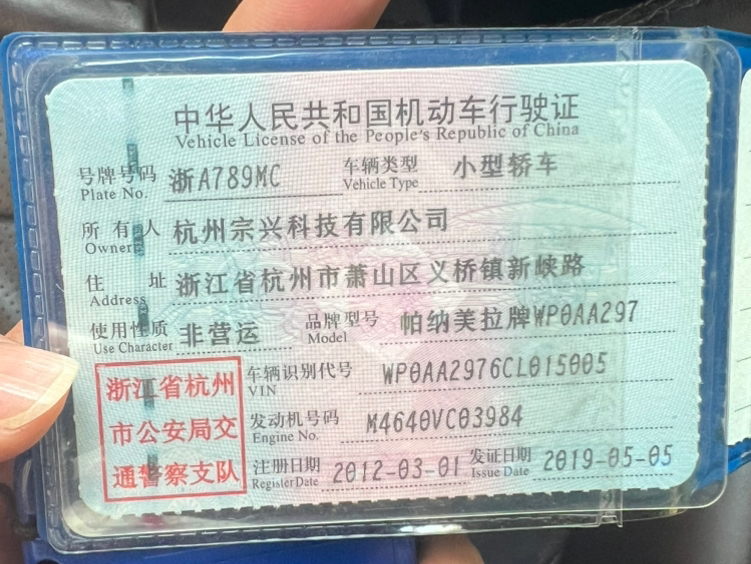 中华人民共和国机动车行驶证
Vehicle License of the People's Republic of China
号牌号码 浙A789MC 车辆类型 小型轿车
Plate No. Vehicle Type
所有人 杭州宗兴科技有限公司
Owner
住址 浙江省杭州市萧山区义桥镇新峡路
Address
使用性质 非营运 品牌型号 帕纳美拉牌WP0AA297
Use Character Model
浙江省杭州
市公安局交
通警察支队
车辆识别代号 WP0AA2976CL015005
VIN
发动机号码 M4640VC03984
Engine No.
注册日期 2012-03-01 发证日期 2019-05-05
Register Date Issue Date